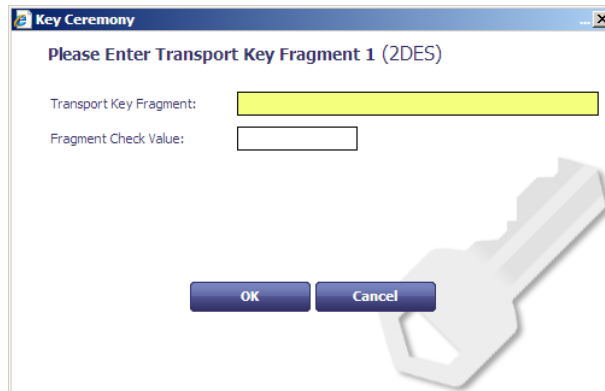 Key Ceremony
...
Please Enter Transport Key Fragment 1 (2DES)
Transport Key Fragment:
Fragment Check Value:
OK Cancel